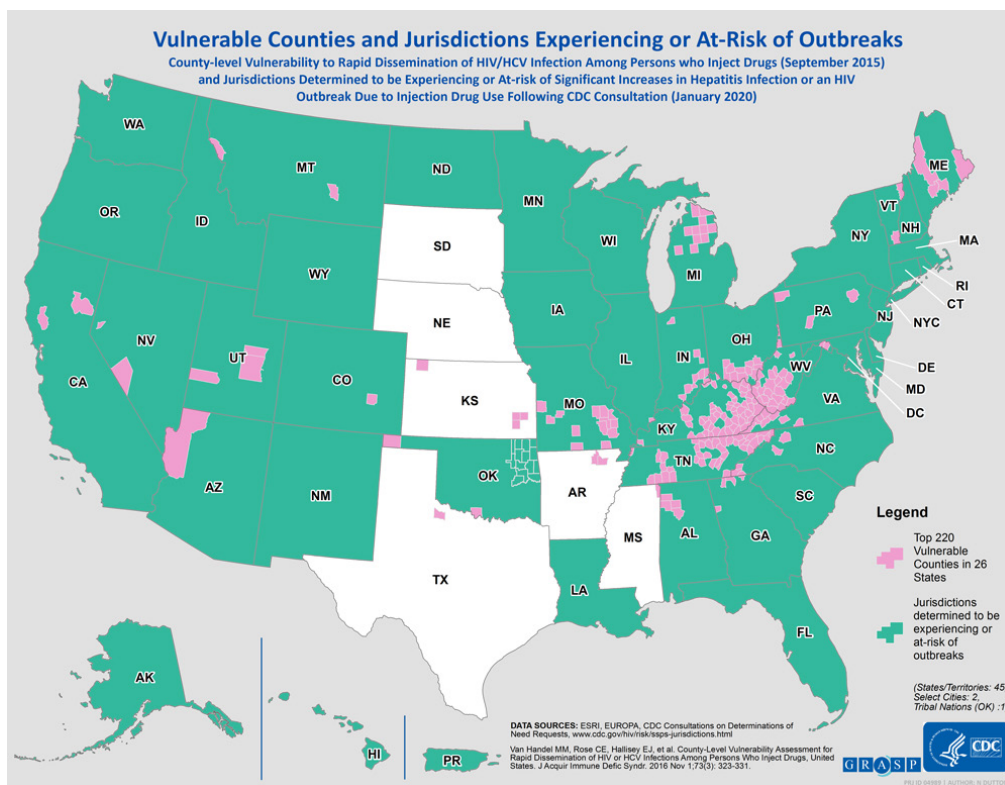 Vulnerable Counties and Jurisdictions Experiencing or At-Risk of Outbreaks
County-level Vulnerability to Rapid Dissemination of HIV/HCV Infection Among Persons who Inject Drugs (September 2015)
and Jurisdictions Determined to be Experiencing or At-risk of Significant Increases in Hepatitis Infection or an HIV
Outbreak Due to Injection Drug Use Following CDC Consultation (January 2020)
WA
MT
ND
MN
ME
OR
ID
SD
WI
VT
NH
NY
MA
WY
MI
RI
CT
NE
IA
PA
NJ
NYC
NV
UT
OH
IL
IN
DE
CA
CO
KS
MO
WV
MD
VA
DC
KY
NC
TN
AZ
NM
OK
AR
SC
MS
AL
GA
TX
LA
FL
AK
HI
PR
Legend
Top 220
Vulnerable
Counties in 26
States
Jurisdictions
determined to be
experiencing or
at-risk of
outbreaks
(States/Territories: 45
Select Cities: 2,
Tribal Nations (OK) :1
DATA SOURCES: ESRI, EUROPA, CDC Consultations on Determinations of
Need Requests, www.cdc.gov/hiv/risk/ssps-jurisdictions.html
Van Handel MM, Rose CE, Hallisey EJ, et al. County-Level Vulnerability Assessment for
Rapid Dissemination of HIV or HCV Infections Among Persons Who Inject Drugs, United
States. J Acquir Immune Defic Syndr. 2016 Nov 1;73(3): 323-331.
GRASP
CDC